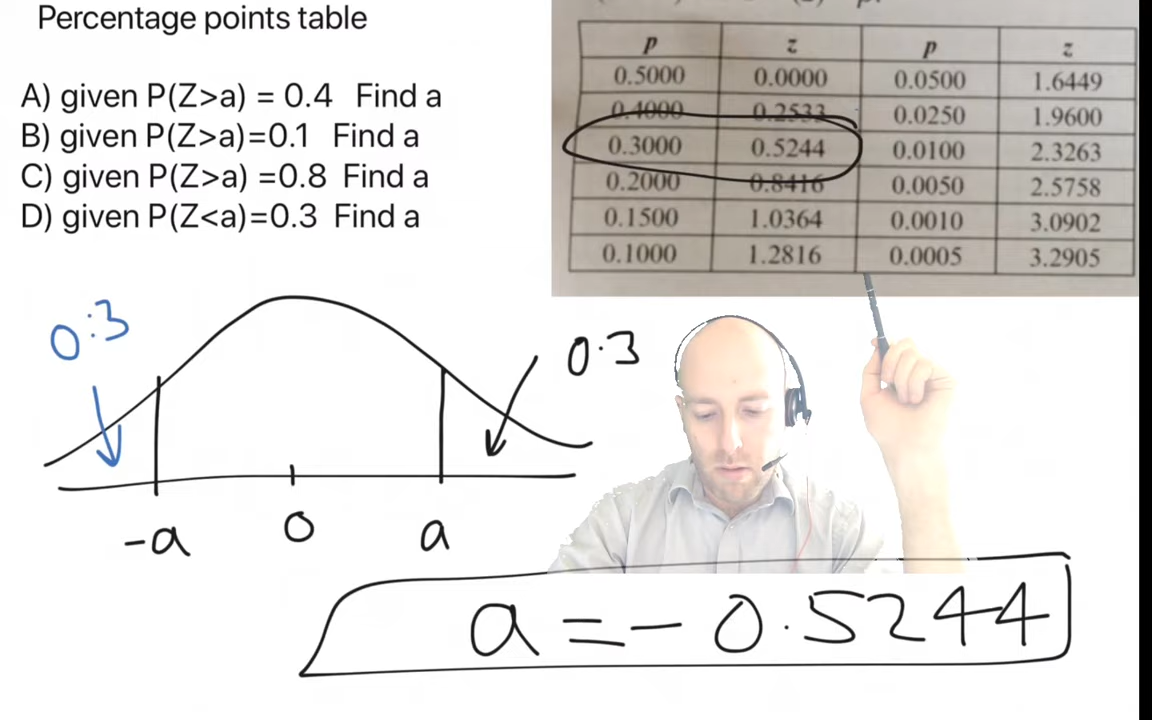 Percentage points table
A) given P(Z>a) = 0.4 Find a
B) given P(Z>a)=0.1 Find a
C) given P(Z>a) =0.8 Find a
D) given P(Z<a)=0.3 Find a
p z p z
0.5000 0.0000 0.0500 1.6449
0.4000 0.2533 0.0250 1.9600
0.3000 0.5244 0.0100 2.3263
0.2000 0.8416 0.0050 2.5758
0.1500 1.0364 0.0010 3.0902
0.1000 1.2816 0.0005 3.2905
0.3
0.3
-a 0 a
a = - 0.5244